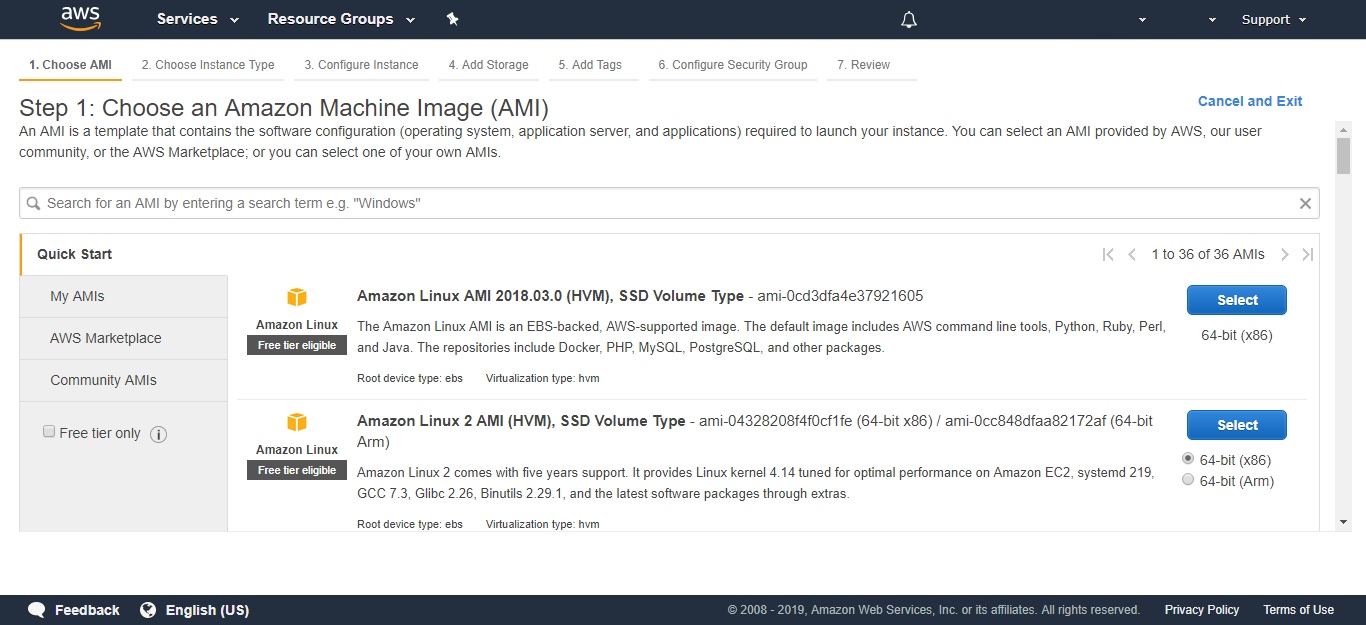 aws
Services
Resource Groups
Support
1. Choose AMI
2. Choose Instance Type
3. Configure Instance
4. Add Storage
5. Add Tags
6. Configure Security Group
7. Review
Step 1: Choose an Amazon Machine Image (AMI)
Cancel and Exit
An AMI is a template that contains the software configuration (operating system, application server, and applications) required to launch your instance. You can select an AMI provided by AWS, our user
community, or the AWS Marketplace; or you can select one of your own AMIs.
Search for an AMI by entering a search term e.g. "Windows"
Quick Start
1 to 36 of 36 AMIs
My AMIs
AWS Marketplace
Community AMIs
Free tier only
i
Amazon Linux
Free tier eligible
Amazon Linux AMI 2018.03.0 (HVM), SSD Volume Type - ami-0cd3dfa4e37921605
The Amazon Linux AMI is an EBS-backed, AWS-supported image. The default image includes AWS command line tools, Python, Ruby, Perl,
and Java. The repositories include Docker, PHP, MySQL, PostgreSQL, and other packages.
Root device type: ebs
Virtualization type: hvm
Select
64-bit (x86)
Amazon Linux
Free tier eligible
Amazon Linux 2 AMI (HVM), SSD Volume Type - ami-04328208f4f0cf1fe (64-bit x86) / ami-0cc848dfaa82172af (64-bit
Arm)
Amazon Linux 2 comes with five years support. It provides Linux kernel 4.14 tuned for optimal performance on Amazon EC2, systemd 219,
GCC 7.3, Glibc 2.26, Binutils 2.29.1, and the latest software packages through extras.
Root device type: ebs
Virtualization type: hvm
Select
64-bit (x86)
64-bit (Arm)
Feedback
English (US)
© 2008 - 2019, Amazon Web Services, Inc. or its affiliates. All rights reserved.
Privacy Policy
Terms of Use